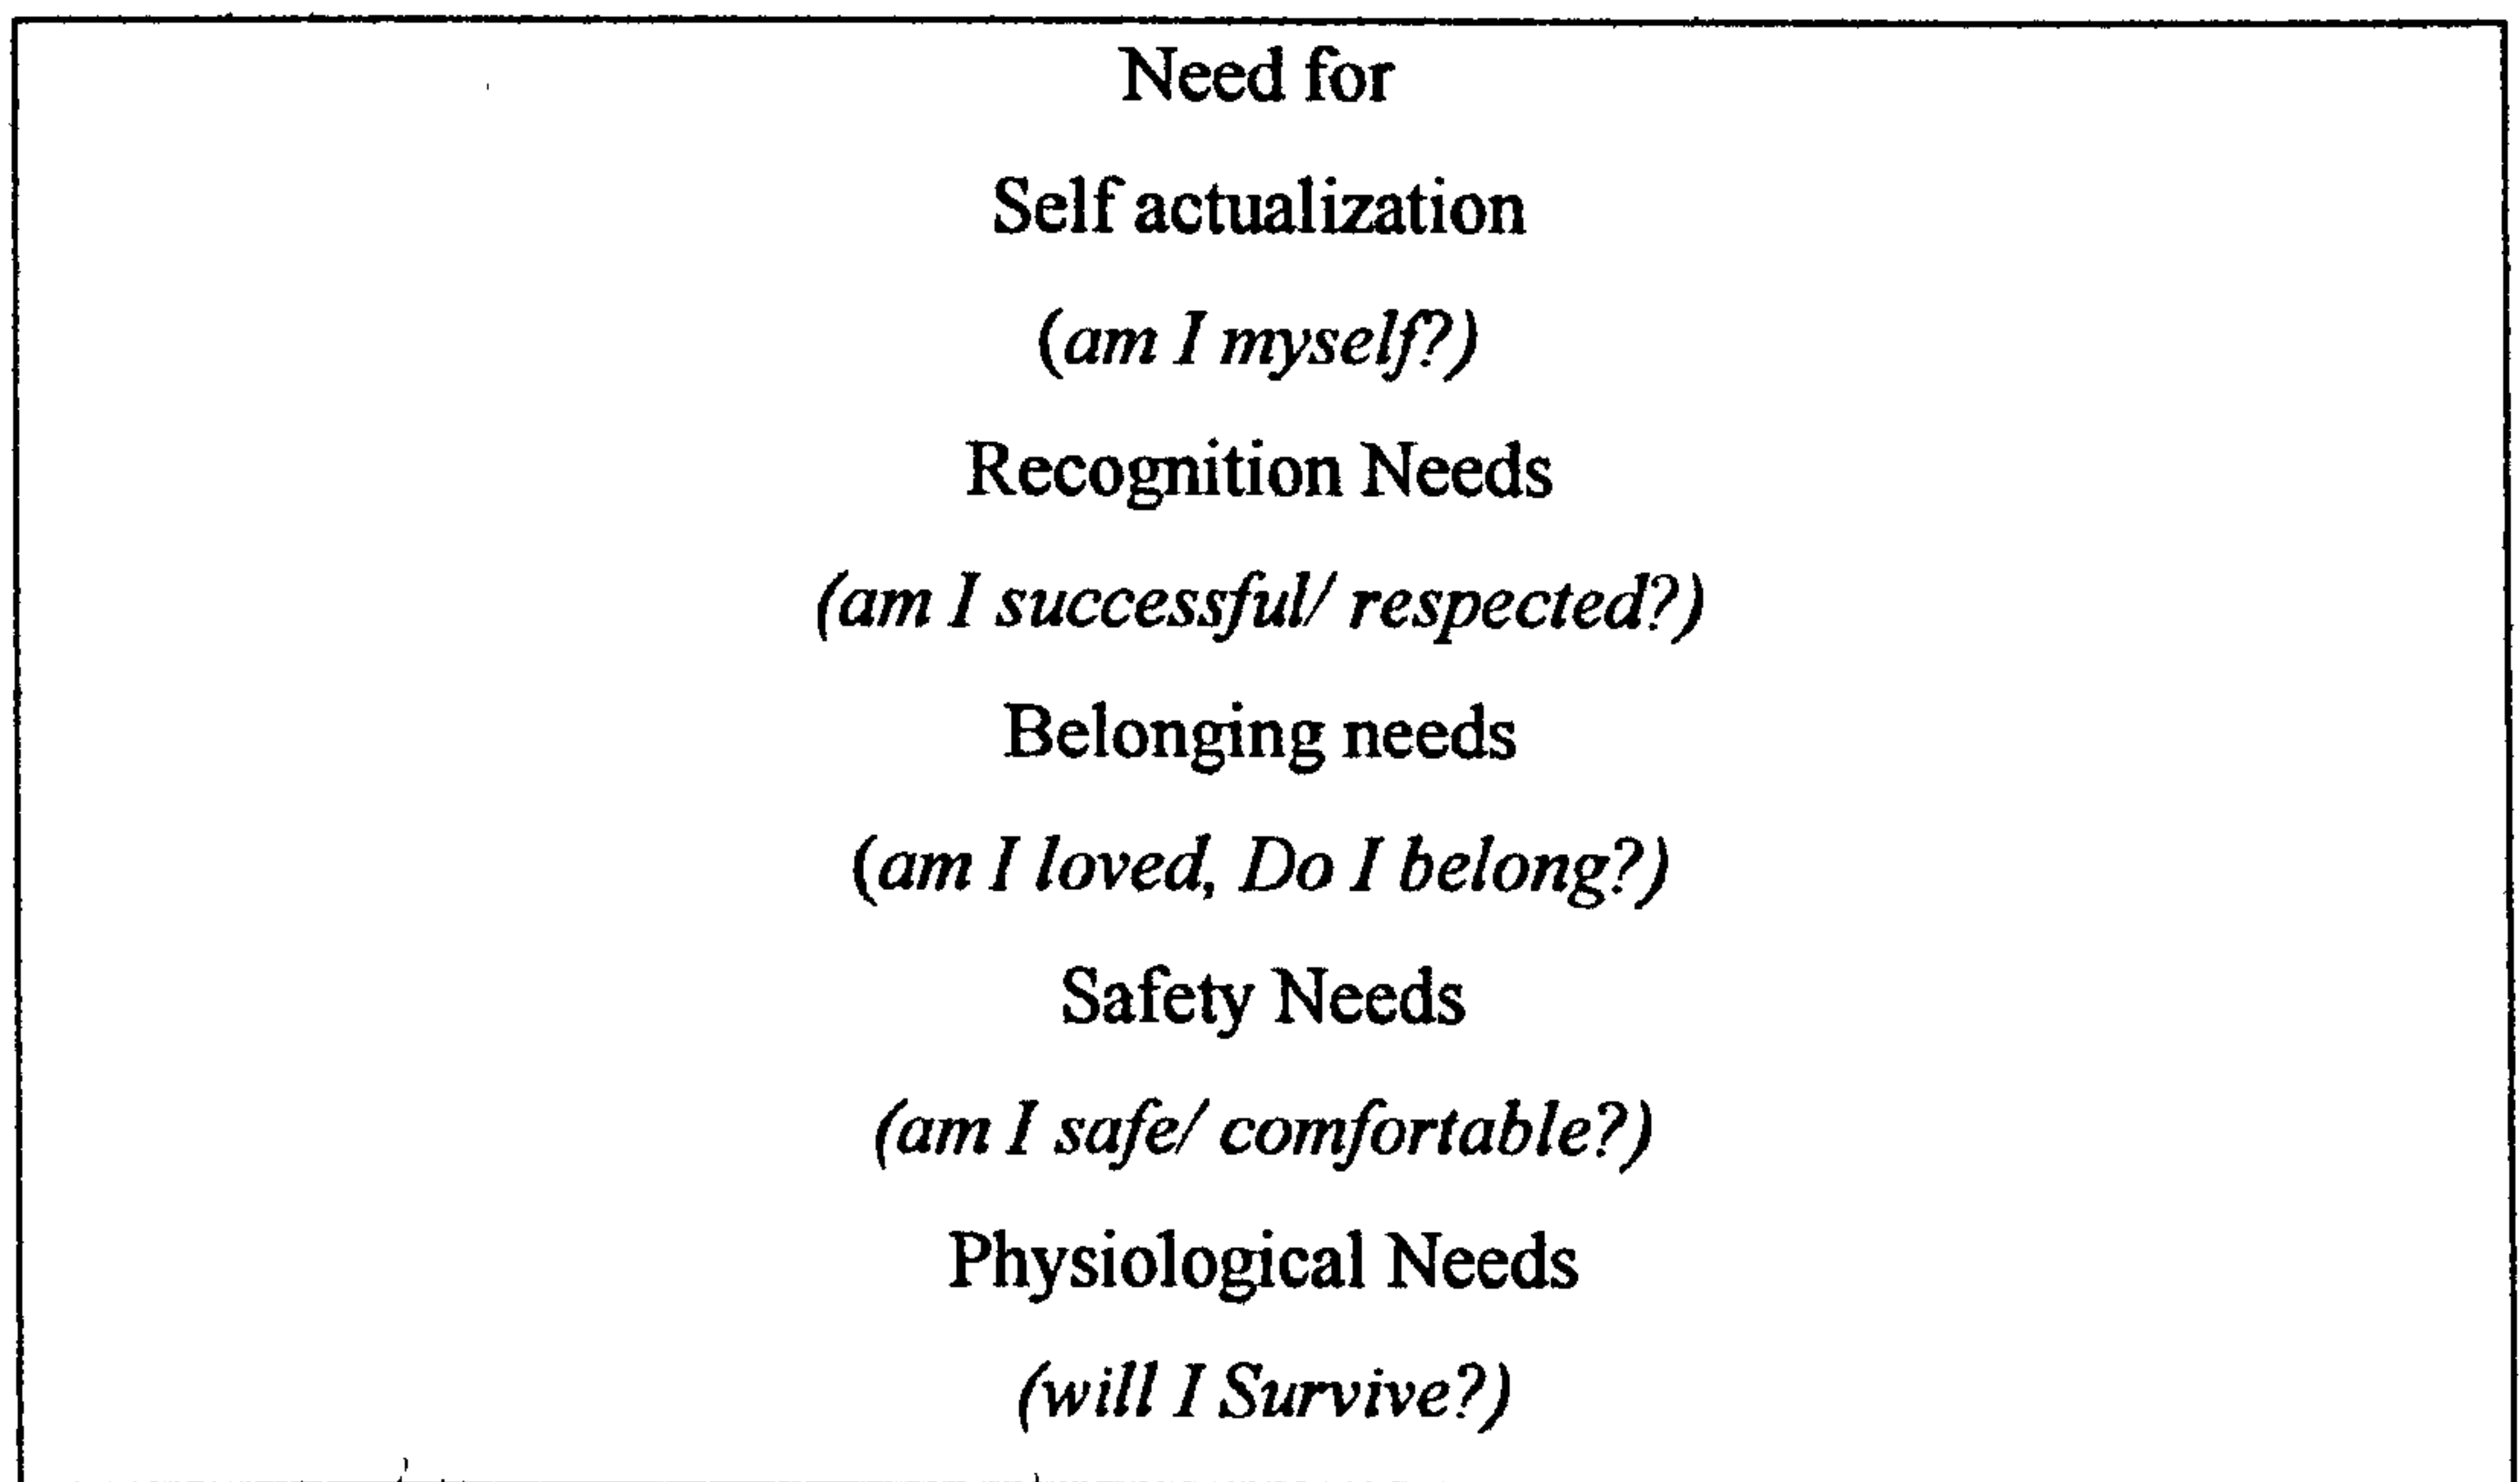 Need for
Self actualization
(am I myself?)
Recognition Needs
(am I successful/ respected?)
Belonging needs
(am I loved, Do I belong?)
Safety Needs
(am I safe/ comfortable?)
Physiological Needs
(will I Survive?)